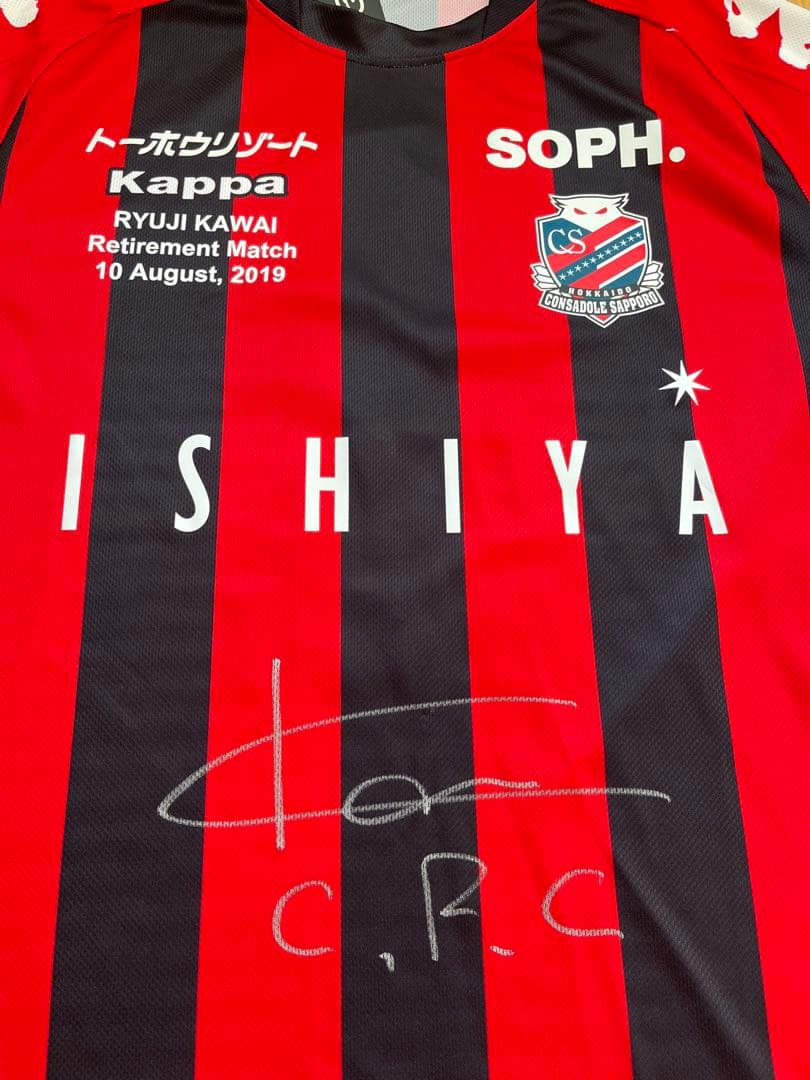 トーホウリゾート
Kappa
RYUJI KAWAI
Retirement Match
10 August, 2019
SOPH.
CS
HOKKAIDO
CONSADOLE SAPPORO
ISHIYA
C.R.C